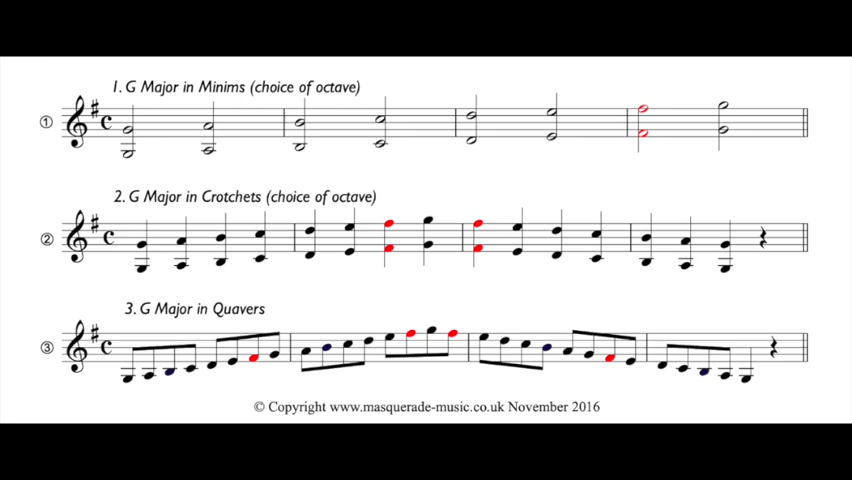 1. G Major in Minims (choice of octave)
①
2. G Major in Crotchets (choice of octave)
②
3. G Major in Quavers
③
© Copyright www.masquerade-music.co.uk November 2016